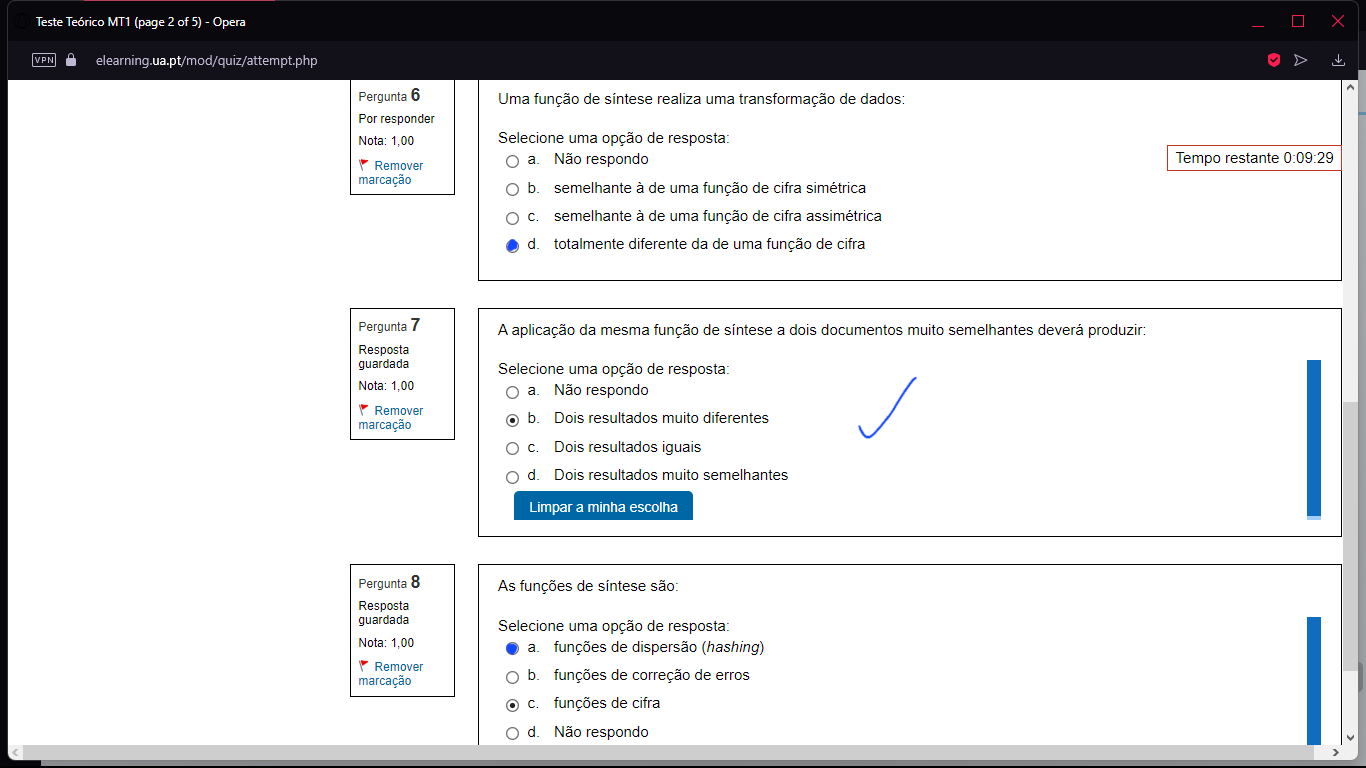 Teste Teórico MT1 (page 2 of 5) - Opera
VPN
elearning.ua.pt/mod/quiz/attempt.php
Pergunta 6
Por responder
Nota: 1,00
Remover
marcação
Uma função de síntese realiza uma transformação de dados:
Selecione uma opção de resposta:
a. Não respondo
b. semelhante à de uma função de cifra simétrica
c. semelhante à de uma função de cifra assimétrica
d. totalmente diferente da de uma função de cifra
Tempo restante 0:09:29
Pergunta 7
Resposta
guardada
Nota: 1,00
Remover
marcação
A aplicação da mesma função de síntese a dois documentos muito semelhantes deverá produzir:
Selecione uma opção de resposta:
a. Não respondo
b. Dois resultados muito diferentes
c. Dois resultados iguais
d. Dois resultados muito semelhantes
Limpar a minha escolha
Pergunta 8
Resposta
guardada
Nota: 1,00
Remover
marcação
As funções de síntese são:
Selecione uma opção de resposta:
a. funções de dispersão (hashing)
b. funções de correção de erros
c. funções de cifra
d. Não respondo